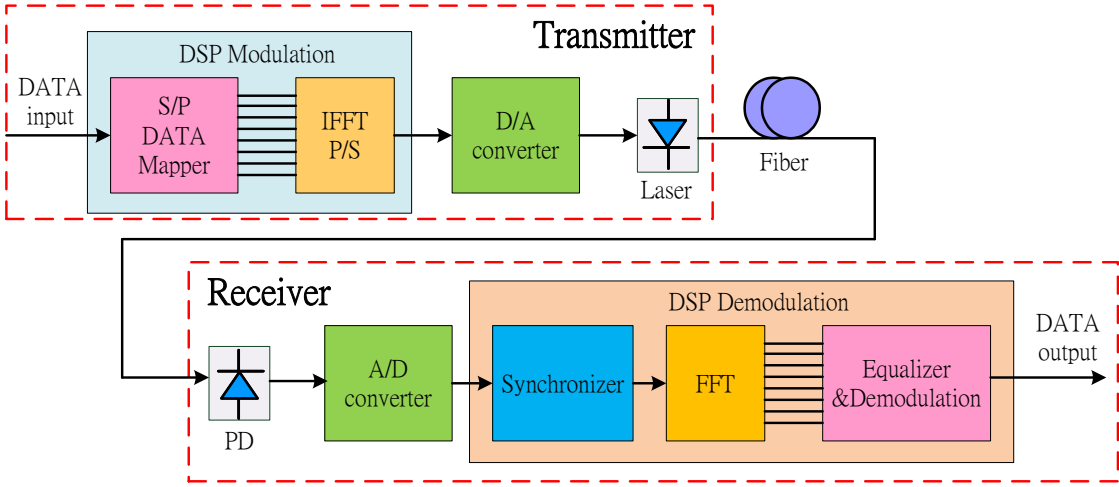 Transmitter
DSP Modulation
DATA
input
S/P
DATA
Mapper
IFFT
P/S
D/A
converter
Laser
Fiber
Receiver
DSP Demodulation
PD
A/D
converter
Synchronizer
FFT
Equalizer
&Demodulation
DATA
output